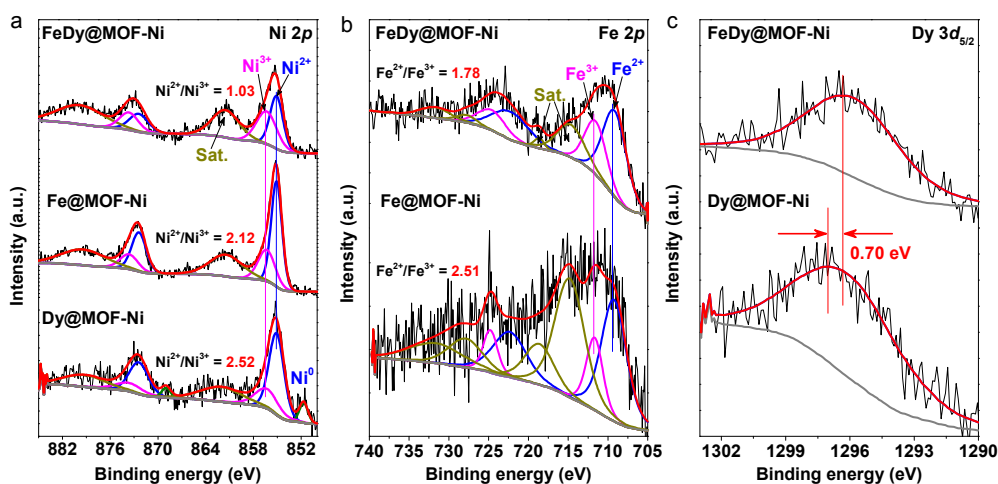 a
FeDy@MOF-Ni Ni 2p
Ni³⁺
Ni²⁺
Ni²⁺/Ni³⁺ = 1.03
Sat.
Fe@MOF-Ni
Ni²⁺/Ni³⁺ = 2.12
Dy@MOF-Ni
Ni²⁺/Ni³⁺ = 2.52
Ni⁰
882 874 866 858 850
Binding energy (eV)
Intensity (a.u.)
b
FeDy@MOF-Ni Fe 2p
Fe²⁺/Fe³⁺ = 1.78
Fe³⁺
Fe²⁺
Sat.
Fe@MOF-Ni
Fe²⁺/Fe³⁺ = 2.51
740 735 730 725 720 715 710 705
Binding energy (eV)
Intensity (a.u.)
c
FeDy@MOF-Ni Dy 3d₅/₂
Dy@MOF-Ni
0.70 eV
1302 1299 1296 1293 1290
Binding energy (eV)
Intensity (a.u.)